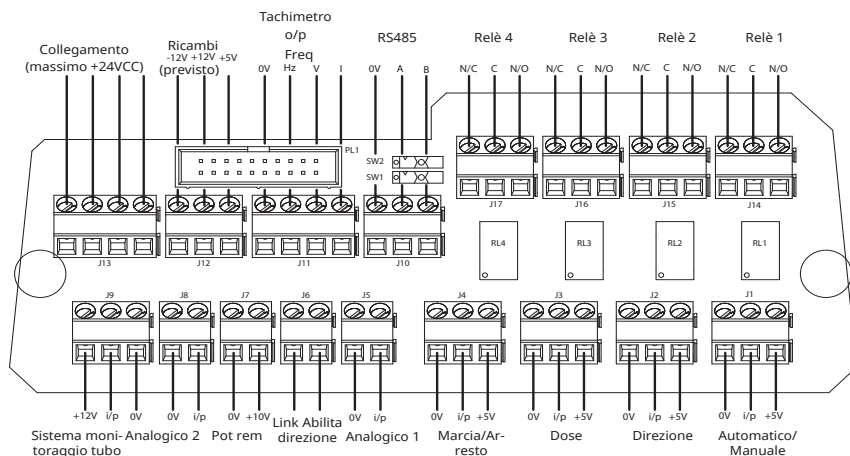 Tachimetro
o/p
Freq
Collegamento
(massimo +24VCC)
Ricambi
-12V +12V +5V
(previsto)
0V Hz V I
RS485
0V A B
Relè 4 Relè 3 Relè 2 Relè 1
N/C C N/O N/C C N/O N/C C N/O N/C C N/O
PL1
SW2
SW1
J17 J16 J15 J14
J13 J12 J11 J10
RL4 RL3 RL2 RL1
J9 J8 J7 J6 J5 J4 J3 J2 J1
+12V i/p 0V 0V i/p 0V +10V 0V i/p 0V i/p +5V 0V i/p +5V 0V i/p +5V 0V i/p +5V
Sistema moni-
toraggio tubo
Analogico 2
Pot rem
Link Abilita
direzione
Analogico 1
Marcia/Ar-
resto
Dose
Direzione
Automatico/
Manuale